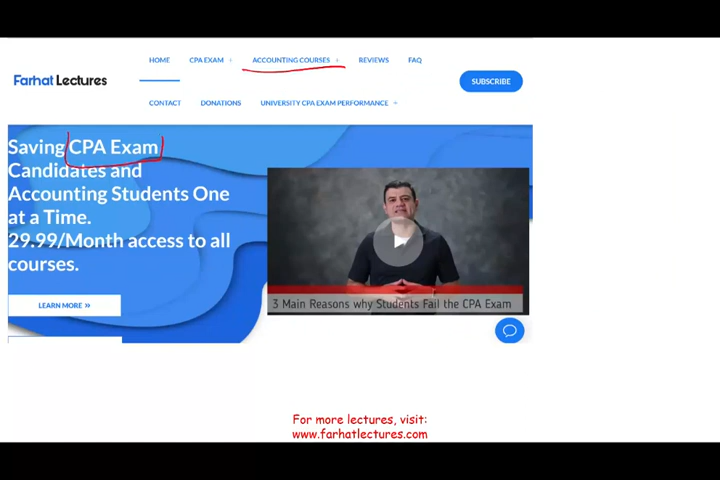 HOME
CPA EXAM
ACCOUNTING COURSES
REVIEWS
FAQ
Farhat Lectures
SUBSCRIBE
CONTACT
DONATIONS
UNIVERSITY CPA EXAM PERFORMANCE
Saving CPA Exam
Candidates and
Accounting Students One
at a Time.
29.99/Month access to all
courses.
LEARN MORE »
3 Main Reasons why Students Fail the CPA Exam
For more lectures, visit:
www.farhatlectures.com